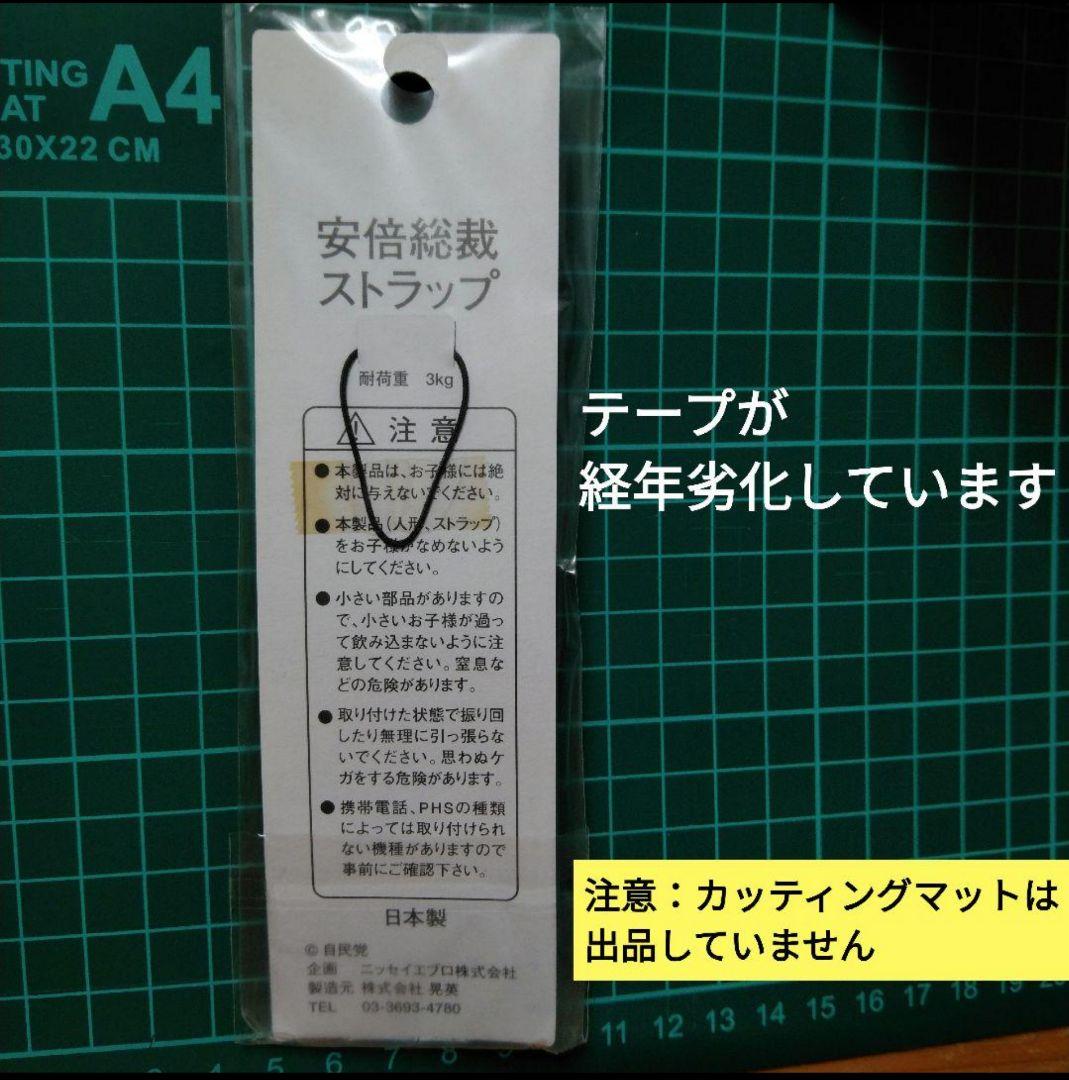 TING
AT
A4
30X22 CM
安倍総裁
ストラップ
耐荷重 3kg
注 意
● 本製品は、お子様には絶
対に与えないでください。
● 本製品(人形、ストラップ)
をお子様がなめないよう
にしてください。
● 小さい部品がありますの
で、小さいお子様が過っ
て飲み込まないように注
意してください。窒息な
どの危険があります。
● 取り付けた状態で振り回
したり無理に引っ張らな
いでください。思わぬケ
ガをする危険があります。
● 携帯電話、PHSの種類
によっては取り付けられ
ない機種がありますので
事前にご確認下さい。
日本製
© 自民党
企画 ニッセイエブロ株式会社
製造元 株式会社 晃英
TEL 03-3693-4780
テープが
経年劣化しています
注意：カッティングマットは
出品していません
4 5 6 7 8 9 11 12 13 14 15 16 17 18 19